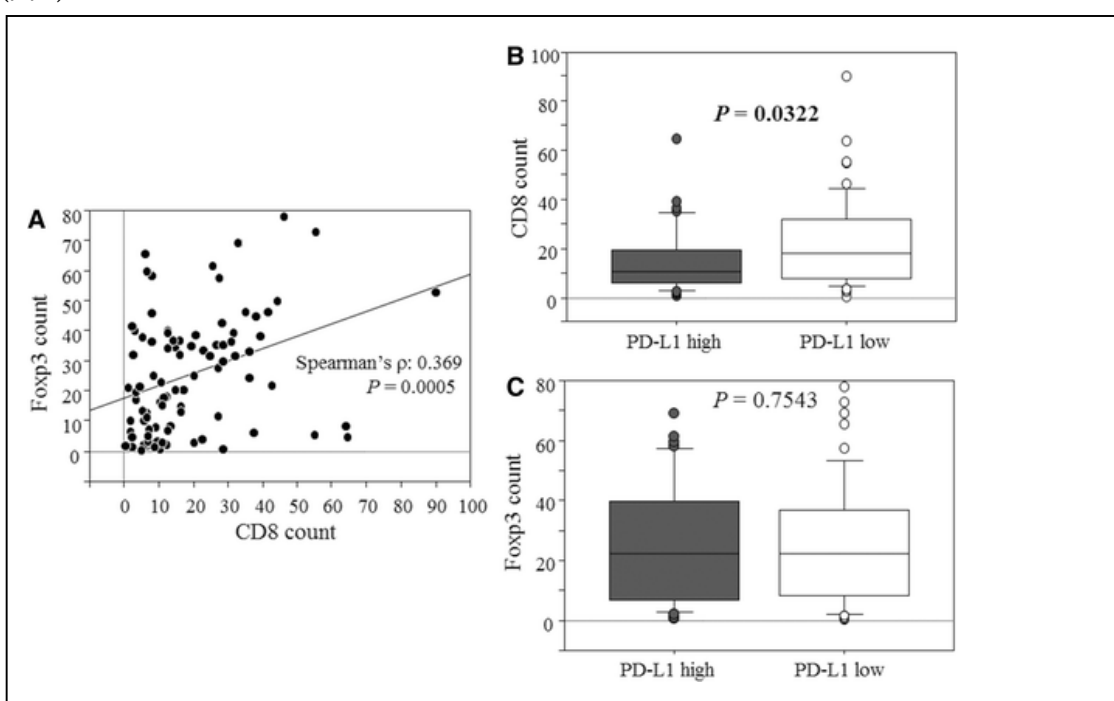 A
80
70
60
50
40
30
20
10
0
Foxp3 count
Spearman's ρ: 0.369
P = 0.0005
0 10 20 30 40 50 60 70 80 90 100
CD8 count
B
100
80
60
40
20
0
CD8 count
P = 0.0322
PD-L1 high PD-L1 low
C
80
60
40
20
0
Foxp3 count
P = 0.7543
PD-L1 high PD-L1 low